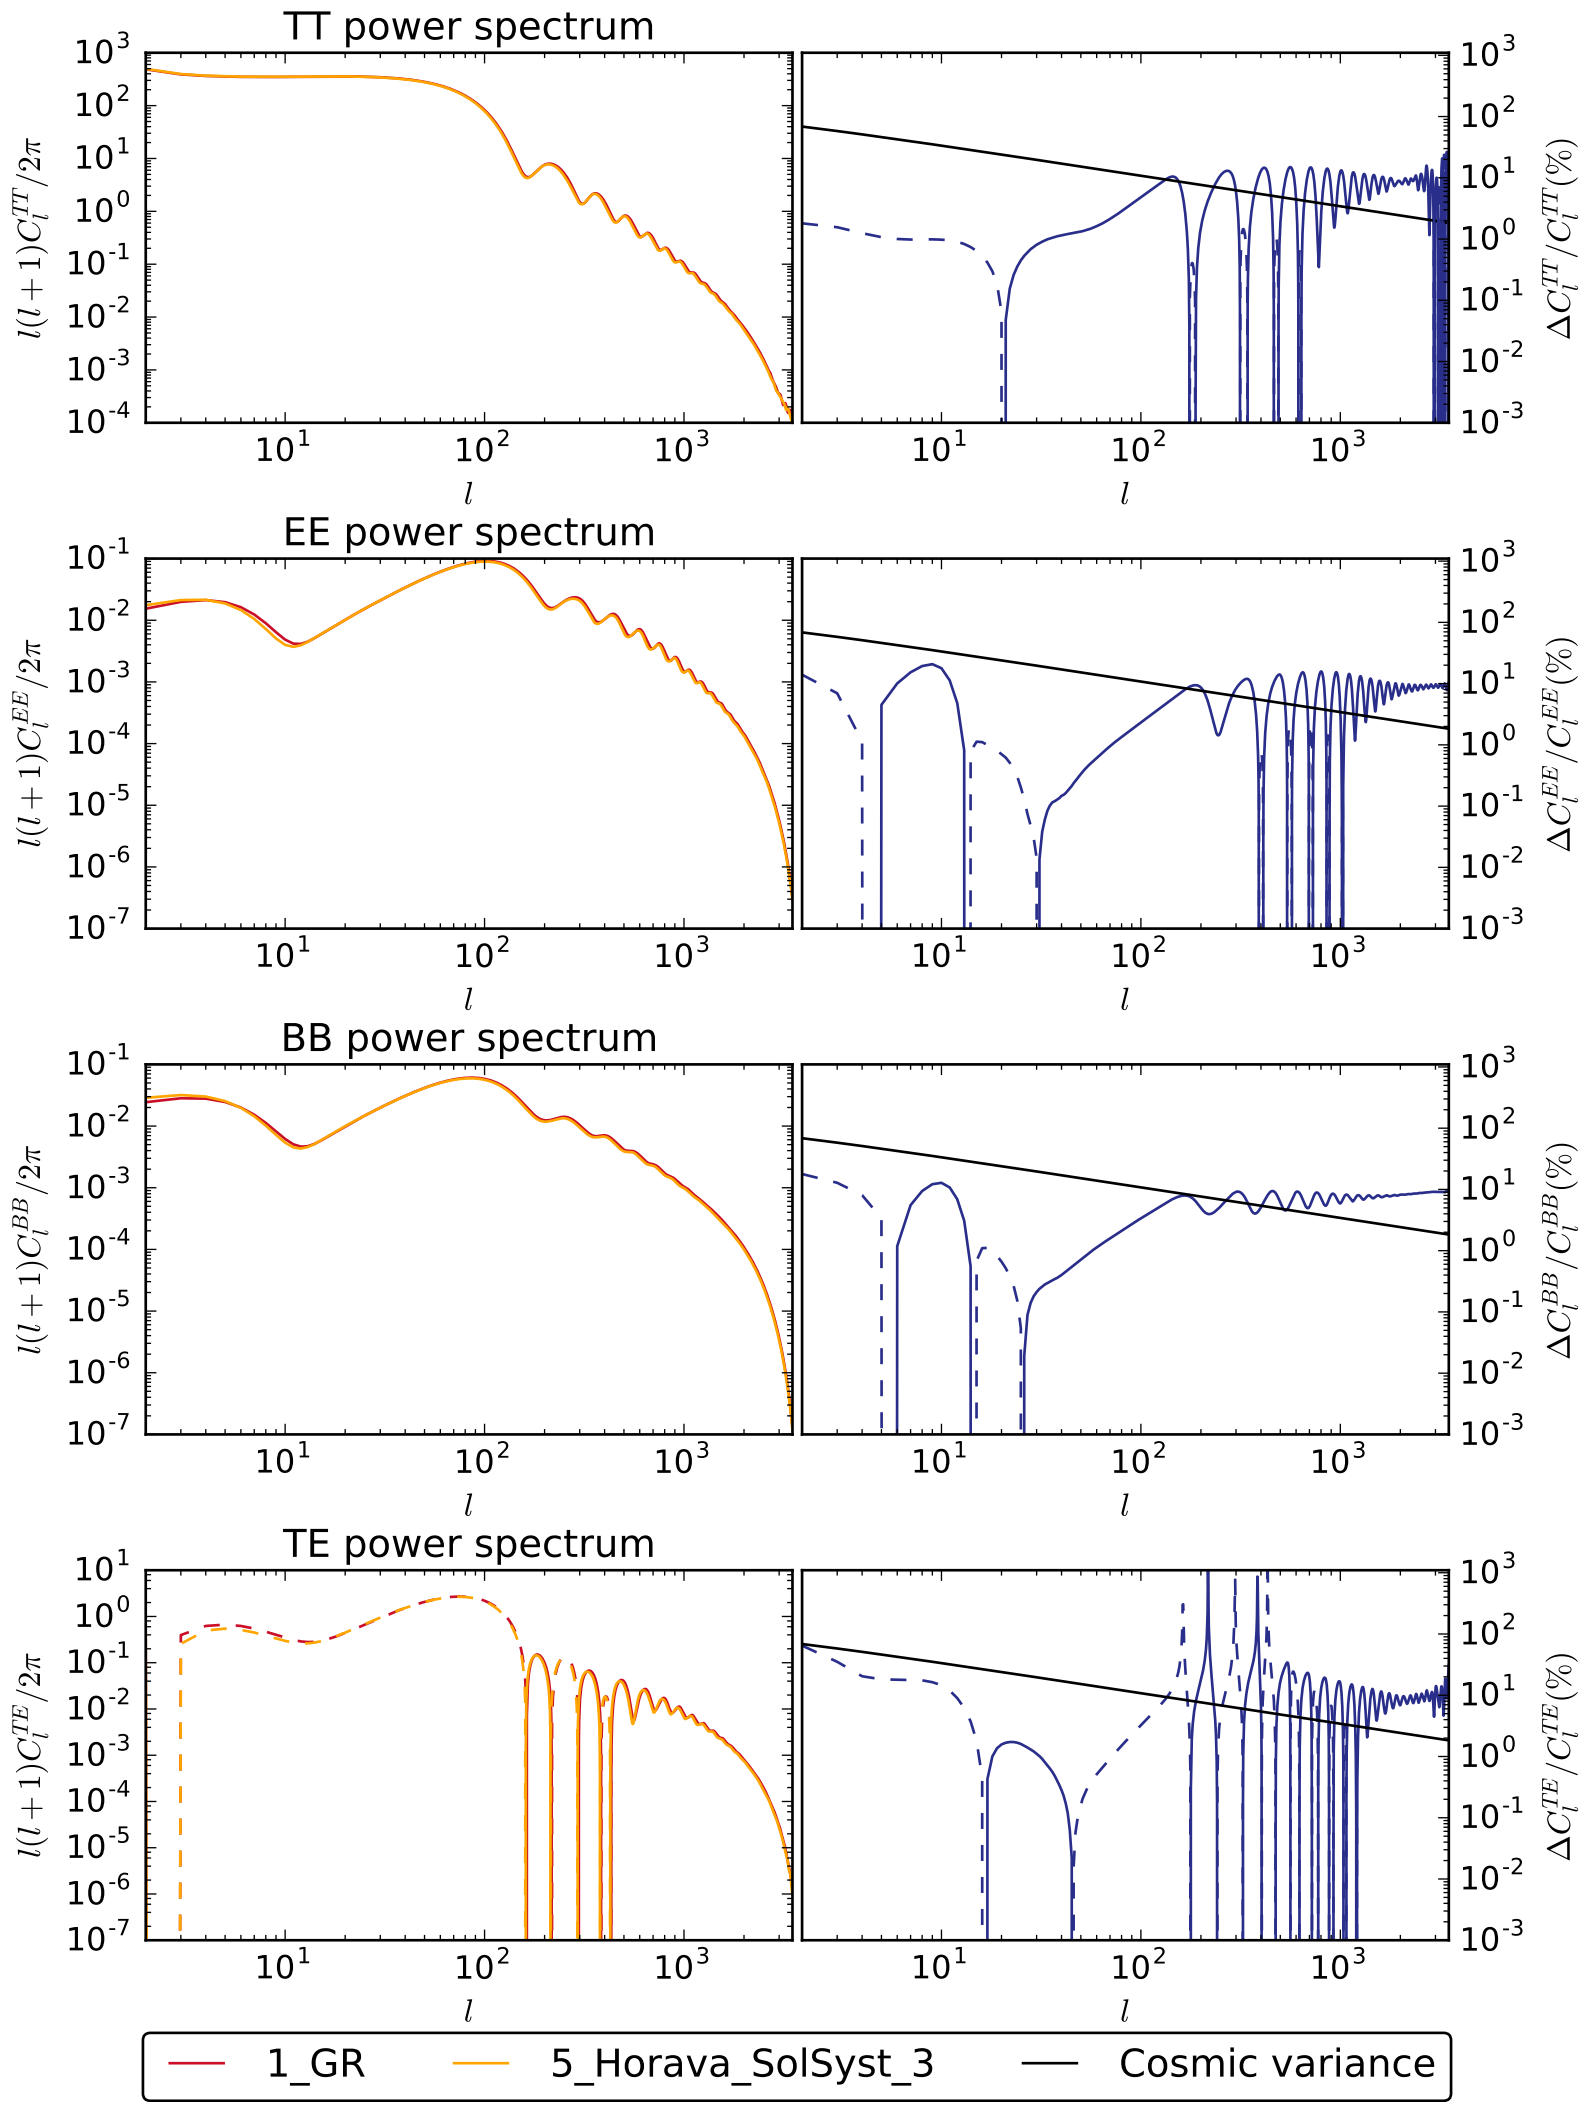 TT power spectrum
10^3
10^2
10^1
10^0
10^-1
10^-2
10^-3
10^-4
l(l + 1)C_l^{TT}/2π
10^1 10^2 10^3
l
10^3
10^2
10^1
10^0
10^-1
10^-2
10^-3
ΔC_l^{TT}/C_l^{TT}(%)
10^1 10^2 10^3
l
EE power spectrum
10^-1
10^-2
10^-3
10^-4
10^-5
10^-6
10^-7
l(l + 1)C_l^{EE}/2π
10^1 10^2 10^3
l
10^3
10^2
10^1
10^0
10^-1
10^-2
10^-3
ΔC_l^{EE}/C_l^{EE}(%)
10^1 10^2 10^3
l
BB power spectrum
10^-1
10^-2
10^-3
10^-4
10^-5
10^-6
10^-7
l(l + 1)C_l^{BB}/2π
10^1 10^2 10^3
l
10^3
10^2
10^1
10^0
10^-1
10^-2
10^-3
ΔC_l^{BB}/C_l^{BB}(%)
10^1 10^2 10^3
l
TE power spectrum
10^1
10^0
10^-1
10^-2
10^-3
10^-4
10^-5
10^-6
10^-7
l(l + 1)C_l^{TE}/2π
10^1 10^2 10^3
l
10^3
10^2
10^1
10^0
10^-1
10^-2
10^-3
ΔC_l^{TE}/C_l^{TE}(%)
10^1 10^2 10^3
l
1_GR 5_Horava_SolSyst_3 Cosmic variance